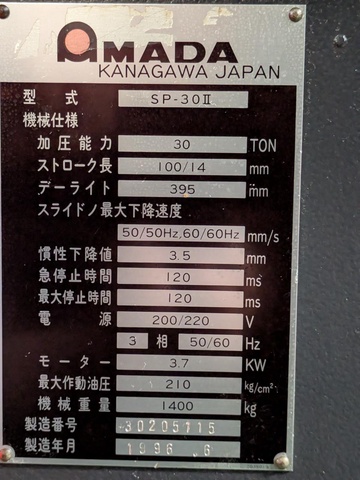 AMADA
KANAGAWA JAPAN
型式 SP-30Ⅱ
機械仕様
加圧能力 30 TON
ストローク長 100/14 mm
デーライト 395 mm
スライドノ最大下降速度
50/50Hz,60/60Hz mm/s
慣性下降値 3.5 mm
急停止時間 120 ms
最大停止時間 120 ms
電源 200/220 V
3 相 50/60 Hz
モーター 3.7 KW
最大作動油圧 210 kg/cm²
機械重量 1400 kg
製造番号 30205115
製造年月 1996 .6